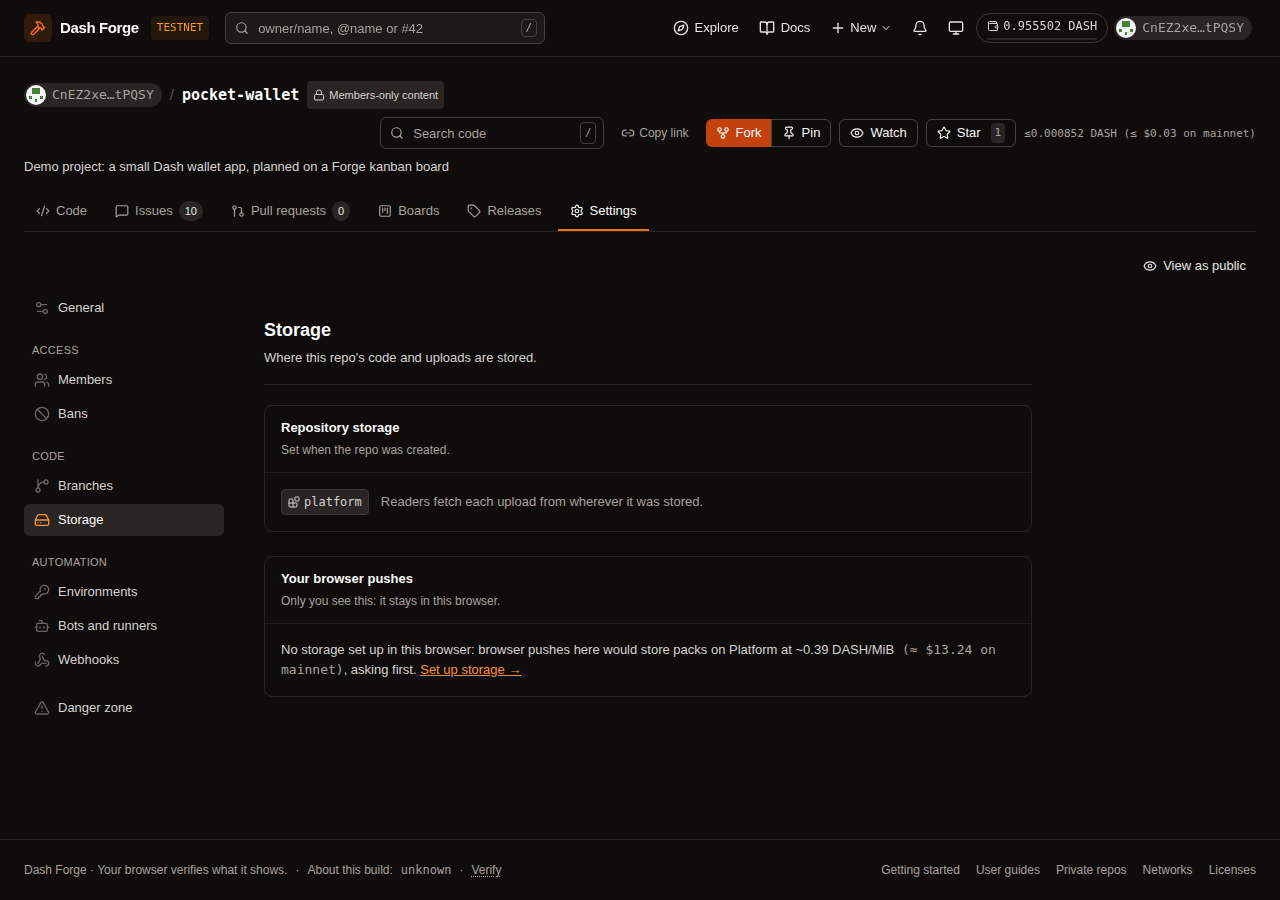 Dash Forge TESTNET owner/name, @name or #42 / Explore Docs New 0.955502 DASH CnEZ2xe…tPQSY
CnEZ2xe…tPQSY / pocket-wallet Members-only content
Search code / Copy link Fork Pin Watch Star 1 ≤0.000852 DASH (≤ $0.03 on mainnet)
Demo project: a small Dash wallet app, planned on a Forge kanban board
Code Issues 10 Pull requests 0 Boards Releases Settings
View as public
General
ACCESS
Members
Bans
CODE
Branches
Storage
AUTOMATION
Environments
Bots and runners
Webhooks
Danger zone
Storage
Where this repo's code and uploads are stored.
Repository storage
Set when the repo was created.
platform Readers fetch each upload from wherever it was stored.
Your browser pushes
Only you see this: it stays in this browser.
No storage set up in this browser: browser pushes here would store packs on Platform at ~0.39 DASH/MiB (≈ $13.24 on
mainnet), asking first. Set up storage →
Dash Forge · Your browser verifies what it shows. · About this build: unknown · Verify
Getting started User guides Private repos Networks Licenses